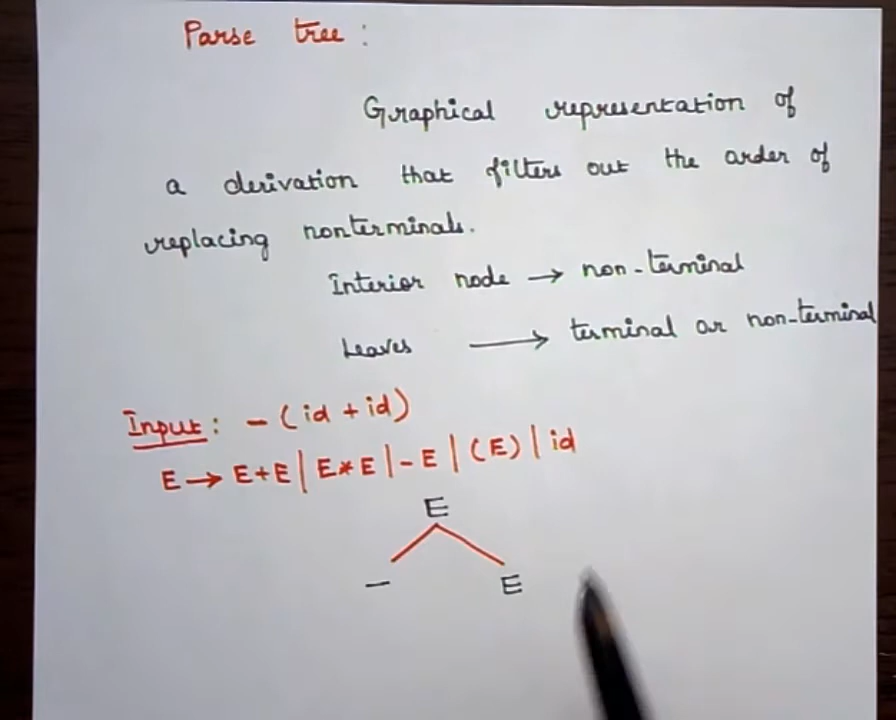 Parse tree:
Graphical representation of
a derivation that filters out the order of
replacing nonterminals.
Interior node → non-terminal
Leaves → terminal or non-terminal
Input: -(id + id)
E → E+E | E*E | -E | (E) | id
E
- E